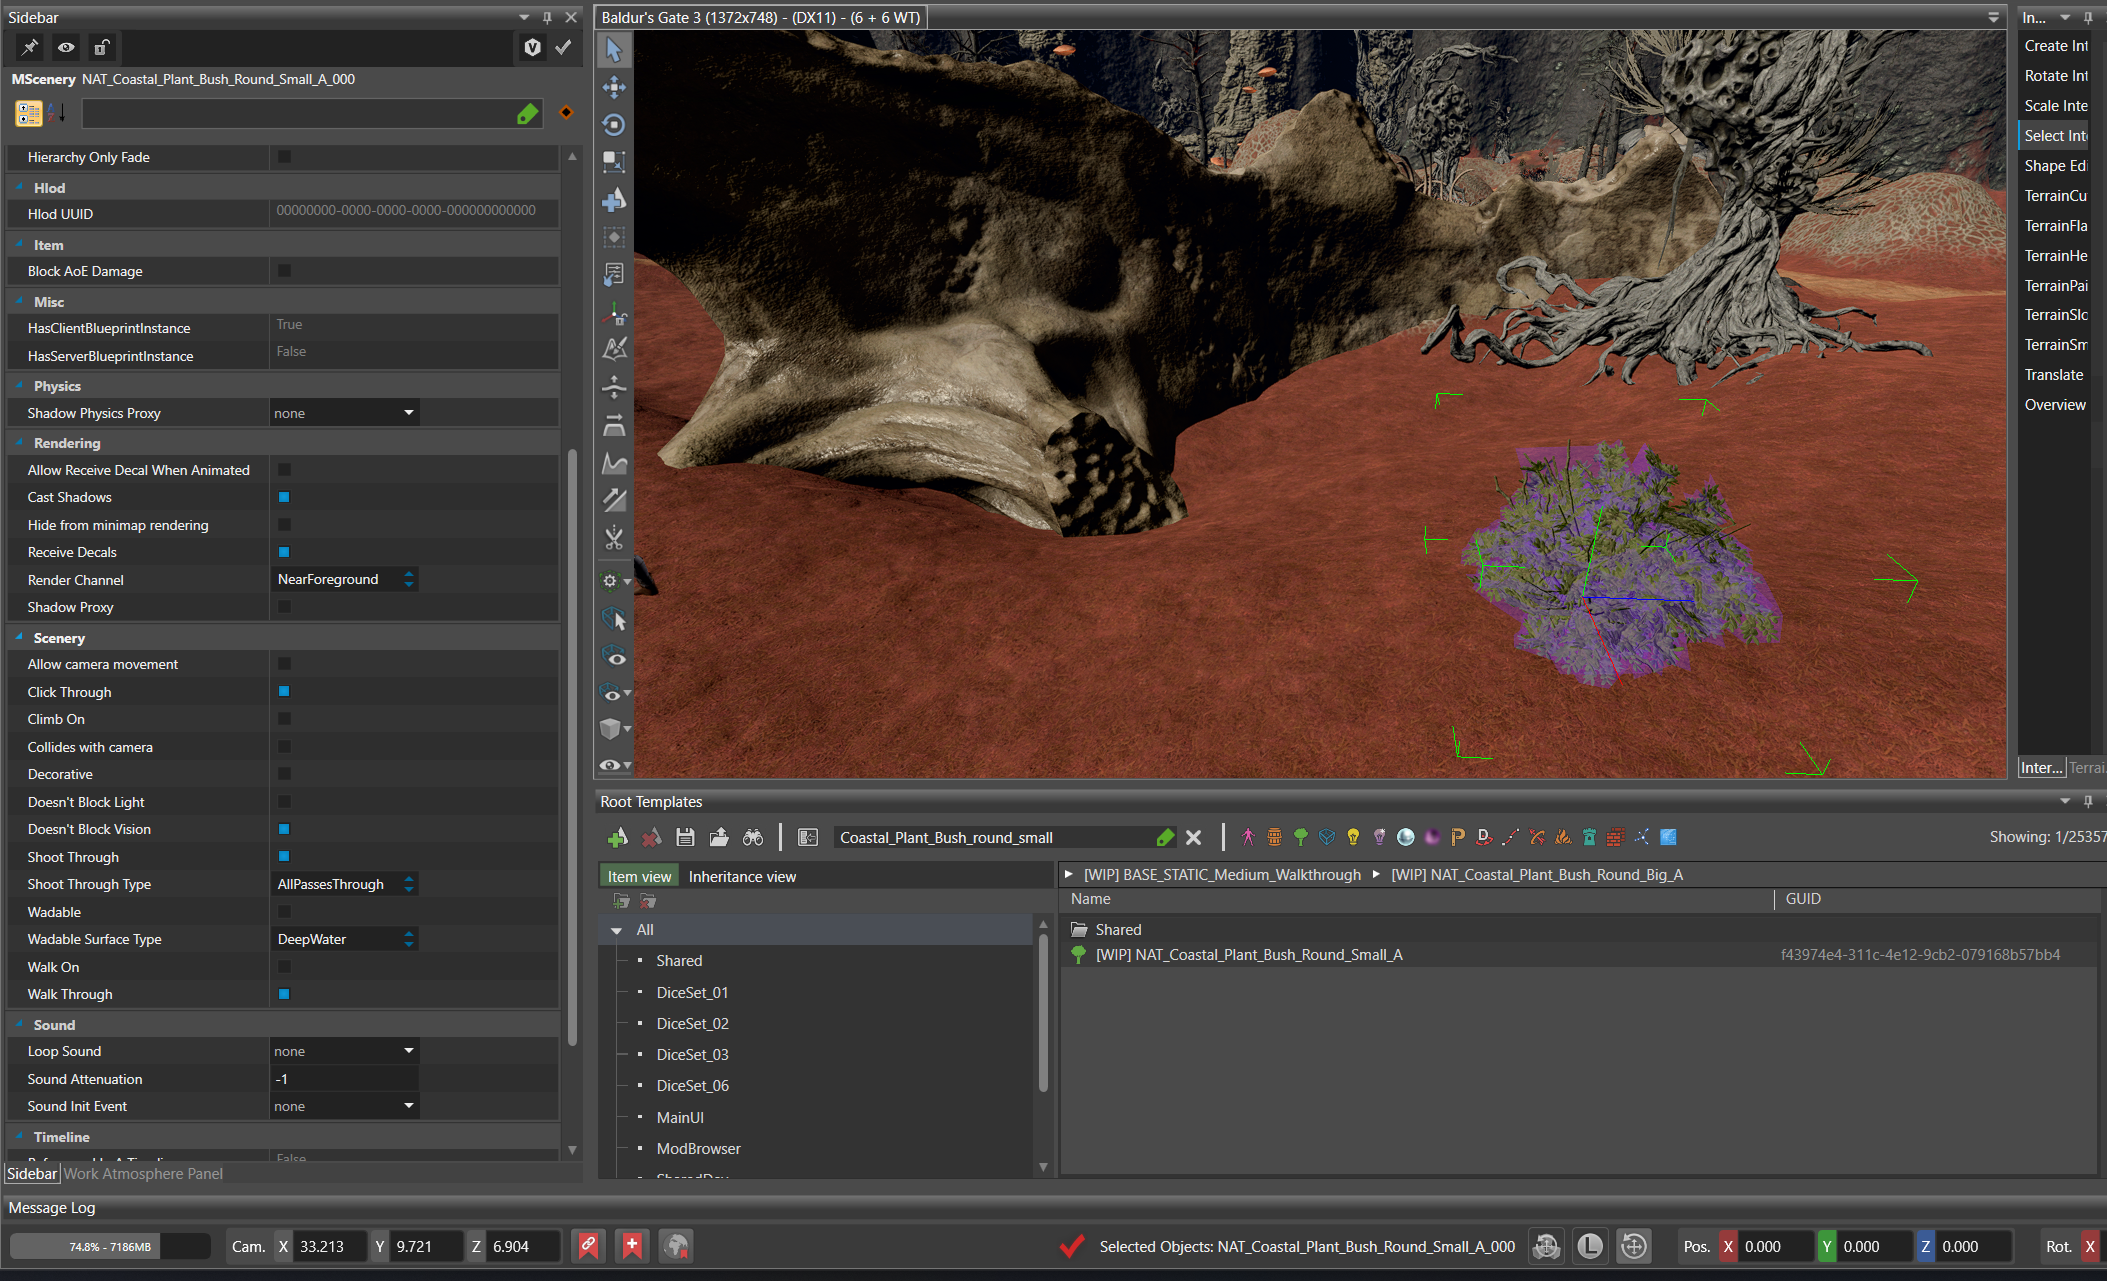 Sidebar
MScenery NAT_Coastal_Plant_Bush_Round_Small_A_000
Hierarchy Only Fade
Hlod
Hlod UUID 00000000-0000-0000-0000-000000000000
Item
Block AoE Damage
Misc
HasClientBlueprintInstance True
HasServerBlueprintInstance False
Physics
Shadow Physics Proxy none
Rendering
Allow Receive Decal When Animated
Cast Shadows
Hide from minimap rendering
Receive Decals
Render Channel NearForeground
Shadow Proxy
Scenery
Allow camera movement
Click Through
Climb On
Collides with camera
Decorative
Doesn't Block Light
Doesn't Block Vision
Shoot Through
Shoot Through Type AllPassesThrough
Wadable
Wadable Surface Type DeepWater
Walk On
Walk Through
Sound
Loop Sound none
Sound Attenuation -1
Sound Init Event none
Timeline
False
Sidebar Work Atmosphere Panel
Baldur's Gate 3 (1372x748) - (DX11) - (6 + 6 WT)
In...
Create Int
Rotate Int
Scale Inte
Select Inte
Shape Edi
TerrainCu
TerrainFla
TerrainHe
TerrainPai
TerrainSlo
TerrainSm
Translate
Overview
Inter... Terrai
Root Templates
Coastal_Plant_Bush_round_small
Showing: 1/25357
Item view Inheritance view
All
Shared
DiceSet_01
DiceSet_02
DiceSet_03
DiceSet_06
MainUI
ModBrowser
[WIP] BASE_STATIC_Medium_Walkthrough [WIP] NAT_Coastal_Plant_Bush_Round_Big_A
Name GUID
Shared
[WIP] NAT_Coastal_Plant_Bush_Round_Small_A f43974e4-311c-4e12-9cb2-079168b57bb4
Message Log
74.8% - 7186MB Cam. X 33.213 Y 9.721 Z 6.904 Selected Objects: NAT_Coastal_Plant_Bush_Round_Small_A_000 L Pos. X 0.000 Y 0.000 Z 0.000 Rot. X